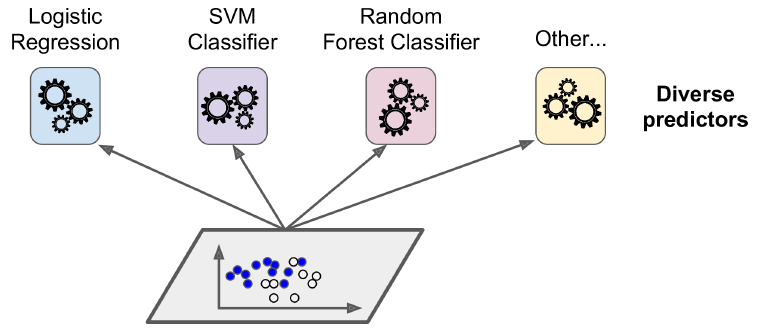 Logistic
Regression
SVM
Classifier
Random
Forest Classifier
Other...
Diverse
predictors